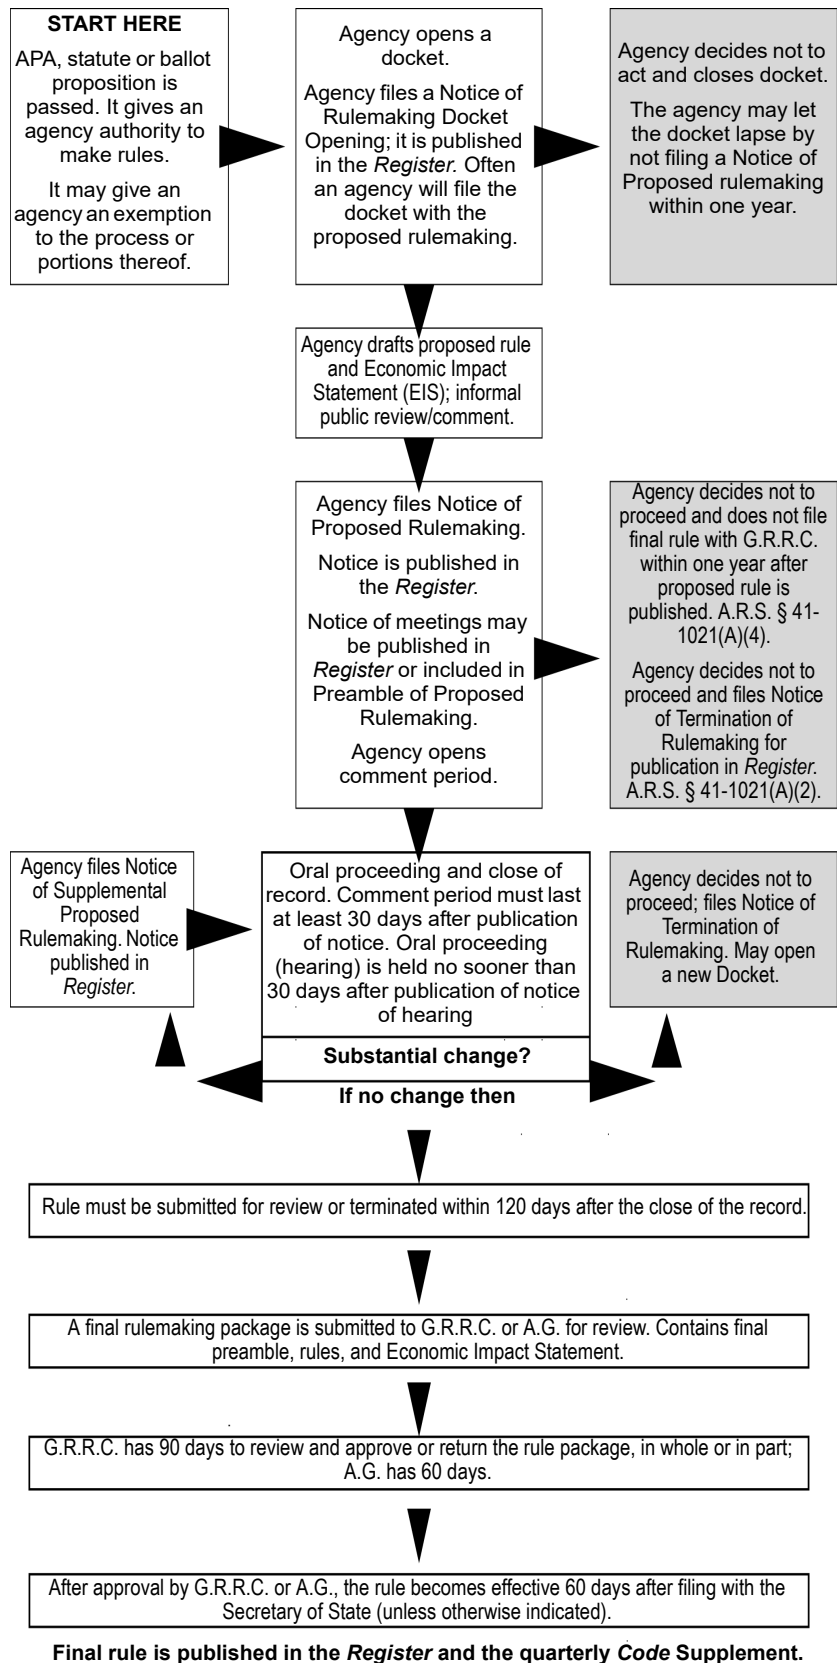 START HERE
APA, statute or ballot
proposition is
passed. It gives an
agency authority to
make rules.
It may give an
agency an exemption
to the process or
portions thereof.
Agency opens a
docket.
Agency files a Notice of
Rulemaking Docket
Opening; it is published
in the Register. Often
an agency will file the
docket with the
proposed rulemaking.
Agency decides not to
act and closes docket.
The agency may let
the docket lapse by
not filing a Notice of
Proposed rulemaking
within one year.
Agency drafts proposed rule
and Economic Impact
Statement (EIS); informal
public review/comment.
Agency files Notice of
Proposed Rulemaking.
Notice is published in
the Register.
Notice of meetings may
be published in
Register or included in
Preamble of Proposed
Rulemaking.
Agency opens
comment period.
Agency decides not to
proceed and does not file
final rule with G.R.R.C.
within one year after
proposed rule is
published. A.R.S. § 41-
1021(A)(4).
Agency decides not to
proceed and files Notice
of Termination of
Rulemaking for
publication in Register.
A.R.S. § 41-1021(A)(2).
Agency files Notice
of Supplemental
Proposed
Rulemaking. Notice
published in
Register.
Oral proceeding and close of
record. Comment period must last
at least 30 days after publication
of notice. Oral proceeding
(hearing) is held no sooner than
30 days after publication of notice
of hearing
Agency decides not to
proceed; files Notice of
Termination of
Rulemaking. May open
a new Docket.
Substantial change?
If no change then
Rule must be submitted for review or terminated within 120 days after the close of the record.
A final rulemaking package is submitted to G.R.R.C. or A.G. for review. Contains final
preamble, rules, and Economic Impact Statement.
G.R.R.C. has 90 days to review and approve or return the rule package, in whole or in part;
A.G. has 60 days.
After approval by G.R.R.C. or A.G., the rule becomes effective 60 days after filing with the
Secretary of State (unless otherwise indicated).
Final rule is published in the Register and the quarterly Code Supplement.